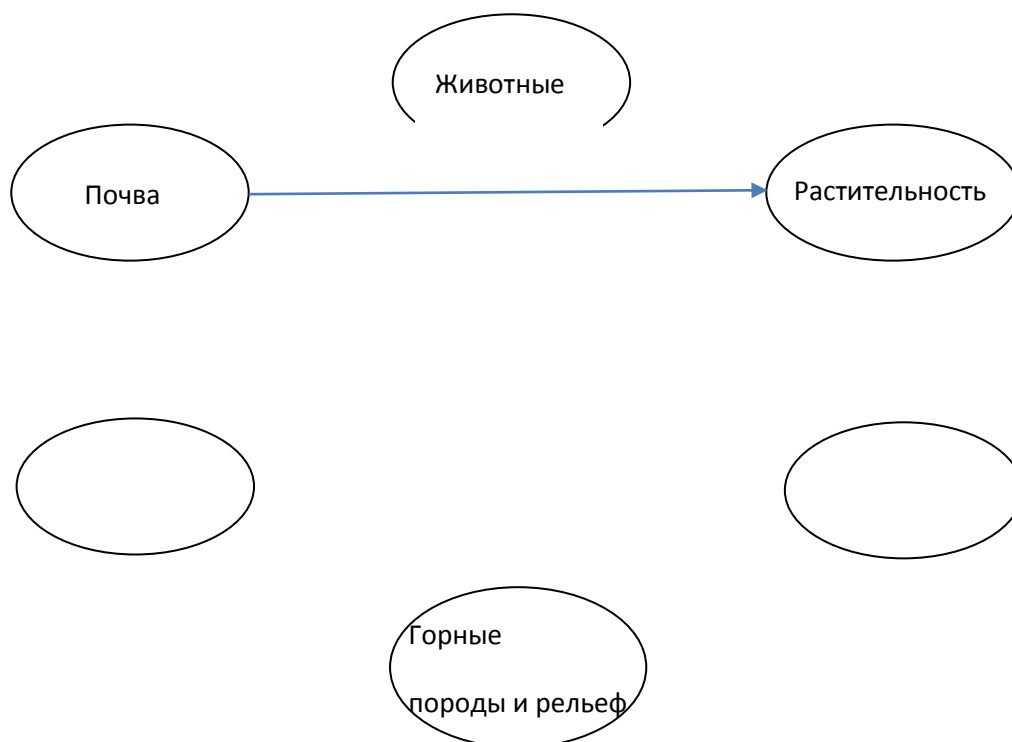 Животные
Почва
Растительность
Горные
породы и рельеф